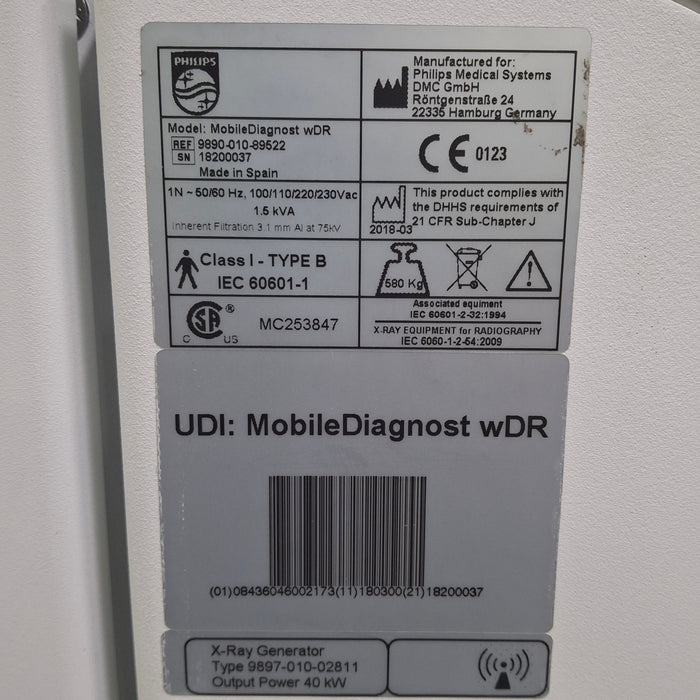 PHILIPS
Manufactured for:
Philips Medical Systems
DMC GmbH
Röntgenstraße 24
22335 Hamburg Germany
Model: MobileDiagnost wDR
REF 9890-010-89522
SN 18200037
Made in Spain
CE 0123
1N ~ 50/60 Hz, 100/110/220/230Vac
1.5 kVA
Inherent Filtration 3.1 mm Al at 75kV
2018-03
This product complies with
the DHHS requirements of
21 CFR Sub-Chapter J
Class I - TYPE B
IEC 60601-1
580 Kg
CSA ®
C US
MC253847
Associated equiment
IEC 60601-2-32:1994
X-RAY EQUIPMENT for RADIOGRAPHY
IEC 6060-1-2-54:2009
UDI: MobileDiagnost wDR
(01)08436046002173(11)180300(21)18200037
X-Ray Generator
Type 9897-010-02811
Output Power 40 kW